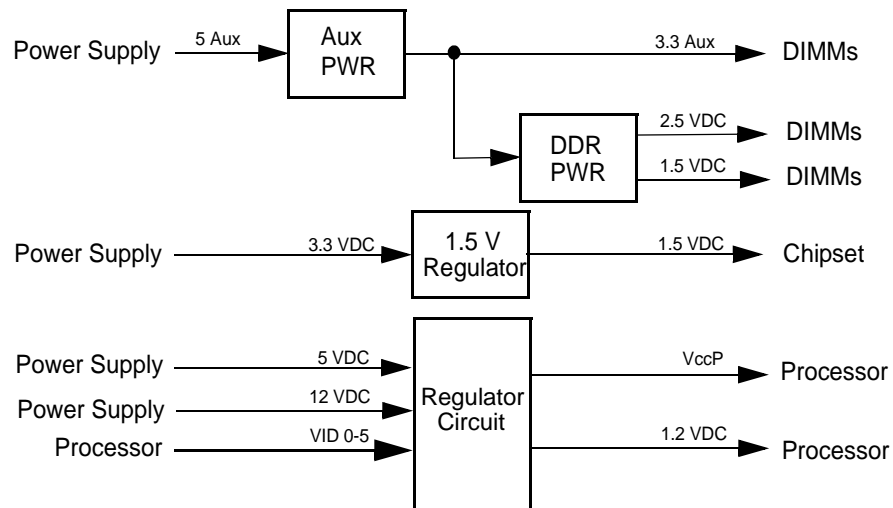 Power Supply
5 Aux
Aux
PWR
3.3 Aux
DIMMs
DDR
PWR
2.5 VDC
DIMMs
1.5 VDC
DIMMs
Power Supply
3.3 VDC
1.5 V
Regulator
1.5 VDC
Chipset
Power Supply
5 VDC
Power Supply
12 VDC
Processor
VID 0-5
Regulator
Circuit
VccP
Processor
1.2 VDC
Processor